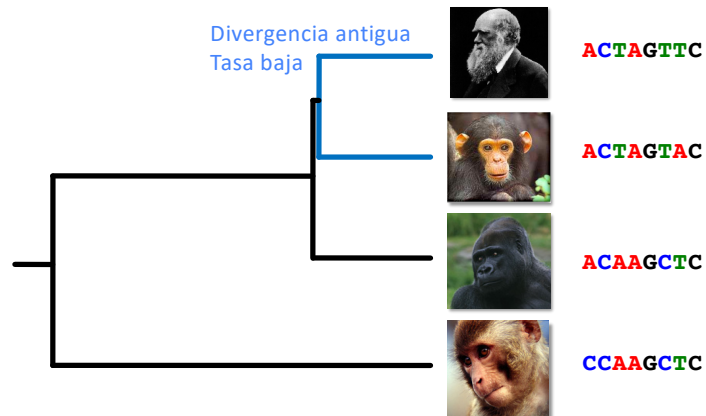 Divergencia antigua
Tasa baja
ACTAGTTC
ACTAGTAC
ACAAGCTC
CCAAGCTC